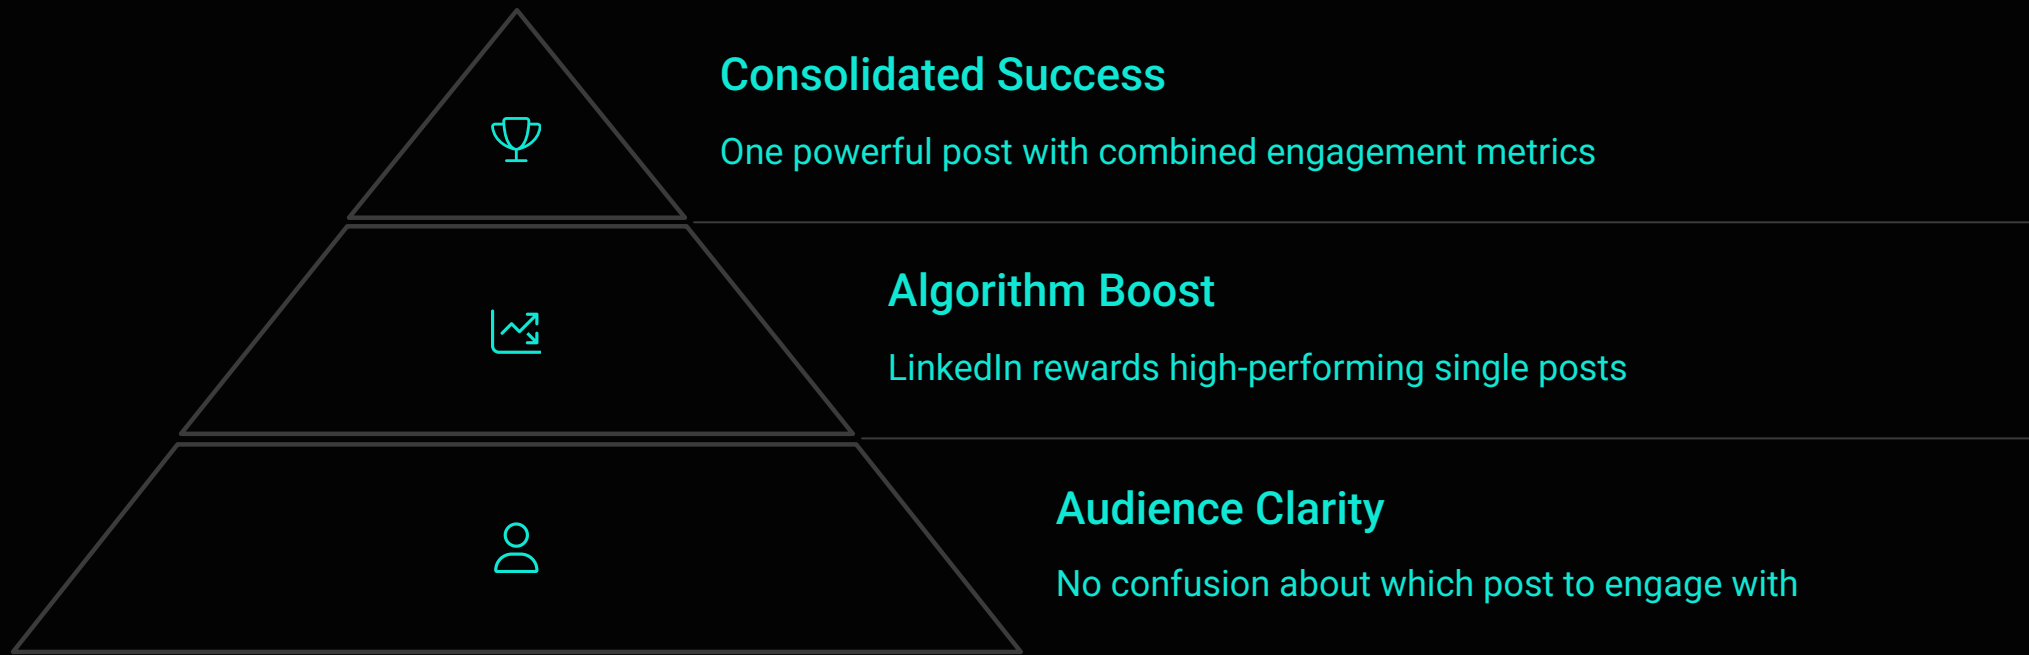 Consolidated Success
One powerful post with combined engagement metrics
Algorithm Boost
LinkedIn rewards high-performing single posts
Audience Clarity
No confusion about which post to engage with